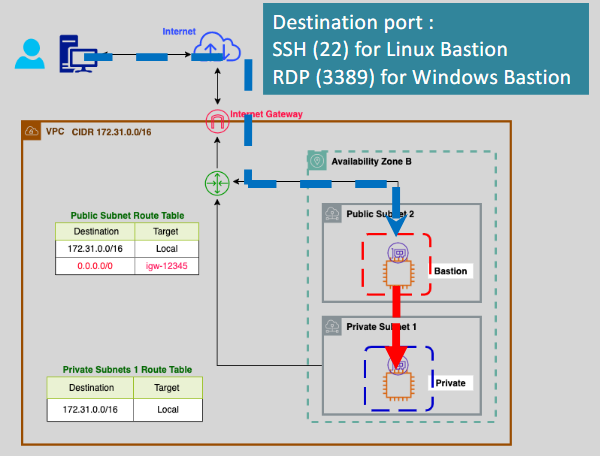 Destination port :
SSH (22) for Linux Bastion
RDP (3389) for Windows Bastion
Internet
Internet Gateway
VPC CIDR 172.31.0.0/16
Availability Zone B
Public Subnet 2
Bastion
Private Subnet 1
Private
Public Subnet Route Table
Destination Target
172.31.0.0/16 Local
0.0.0.0/0 igw-12345
Private Subnets 1 Route Table
Destination Target
172.31.0.0/16 Local